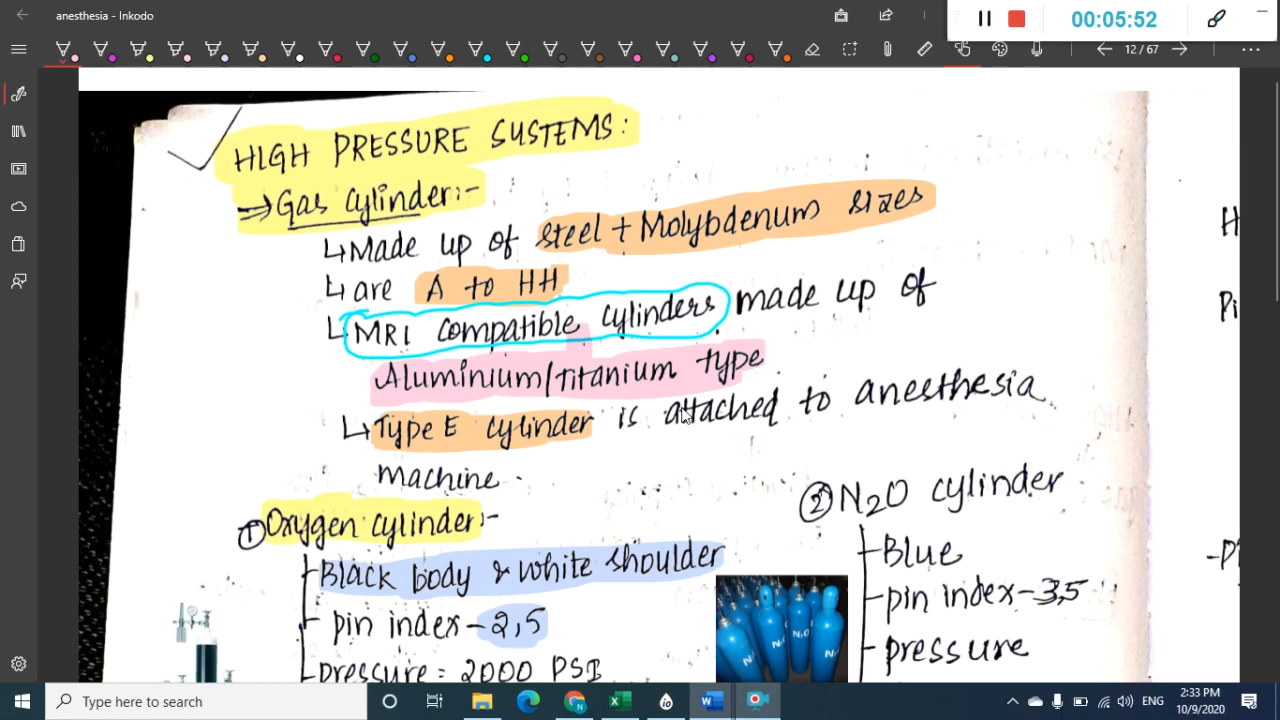 anesthesia - Inkodo
00:05:52
12 / 67
HIGH PRESSURE SYSTEMS:
⇒ Gas cylinder:-
↳ Made up of steel + Molybdenum sizes
↳ are A to HH
↳ MRI compatible cylinders made up of
Aluminium/Titanium type
↳ Type E cylinder is attached to anesthesia
machine.
① Oxygen cylinder:-
Black body & white shoulder
pin index - 2,5
pressure = 2000 PSI
② N2O cylinder
Blue
pin index - 3,5
pressure
N2O
H
Pi
-P
Type here to search
ENG
2:33 PM
10/9/2020